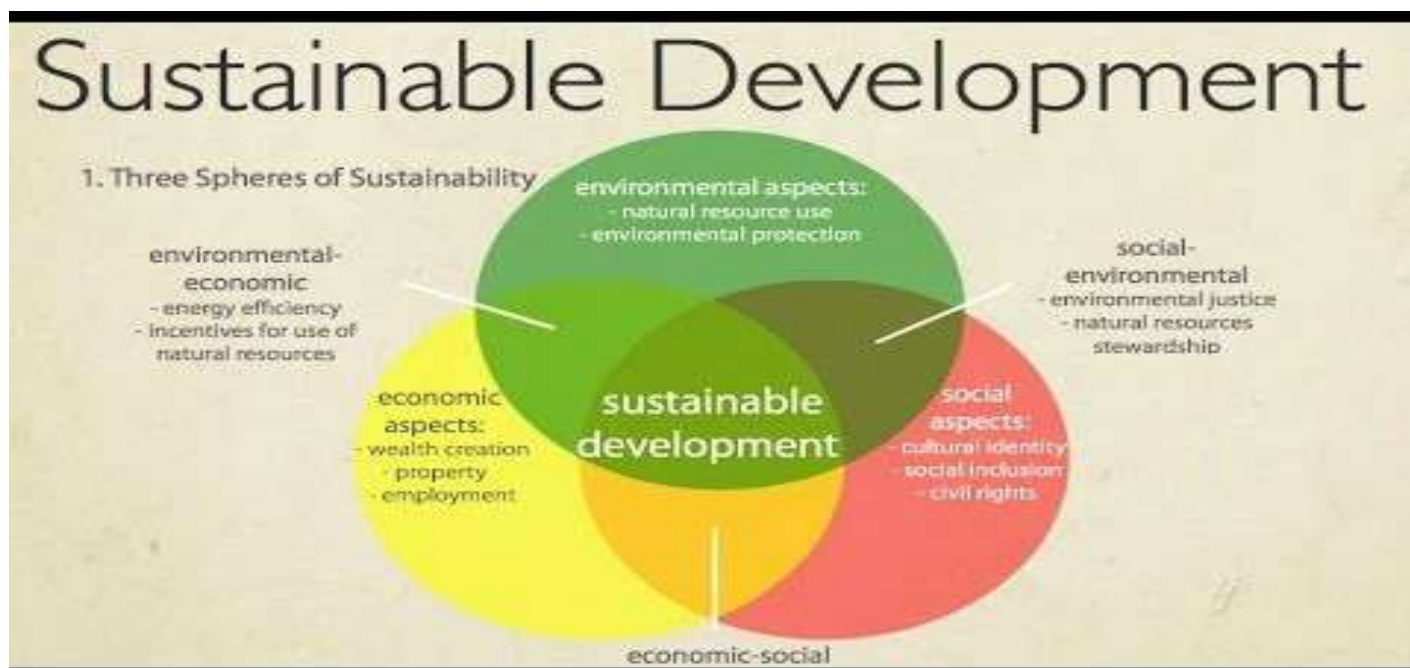 Sustainable Development
1. Three Spheres of Sustainability
environmental aspects:
- natural resource use
- environmental protection
environmental-
economic
- energy efficiency
- incentives for use of
natural resources
social-
environmental
- environmental justice
- natural resources
stewardship
economic
aspects:
- wealth creation
- property
- employment
sustainable
development
social
aspects:
- cultural identity
- social inclusion
- civil rights
economic-social